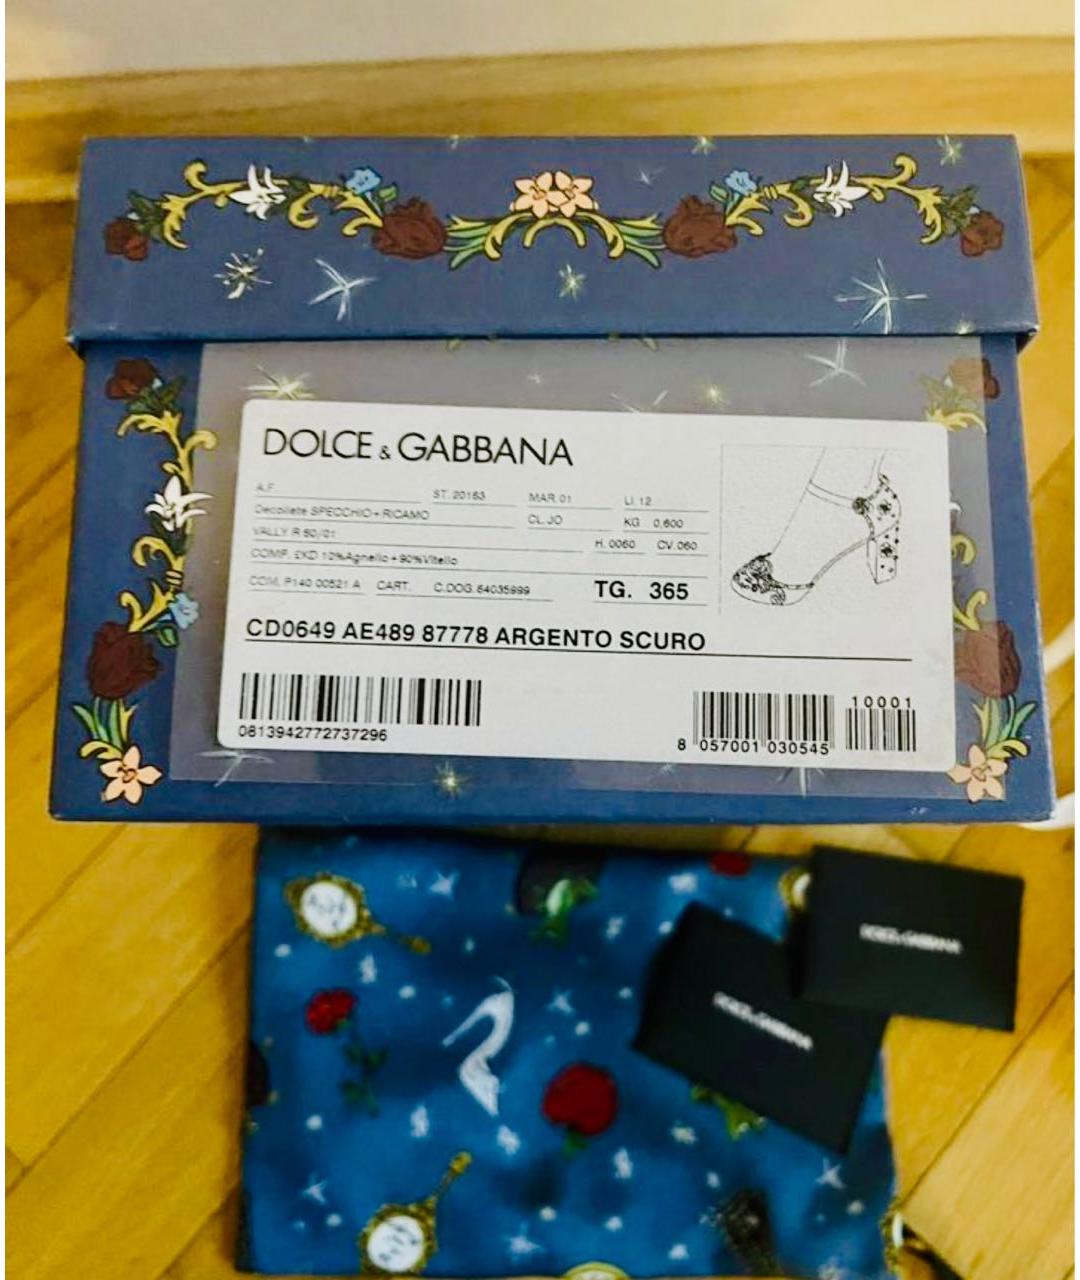 DOLCE & GABBANA
A.F. ST. 20163 MAR. 01 LI. 12
Decollete SPECCHIO+RICAMO CL. JO KG 0,600
VALLY R.60/01 H. 0060 CV. 060
COMP. EKD 10%Agnello+90%Vitello
COM. P140 00521 A CART. C.DOG. 64035999 TG. 365
CD0649 AE489 87778 ARGENTO SCURO
10001
0813942772737296
8 057001 030545
DOLCE & GABBANA
DOLCE & GABBANA